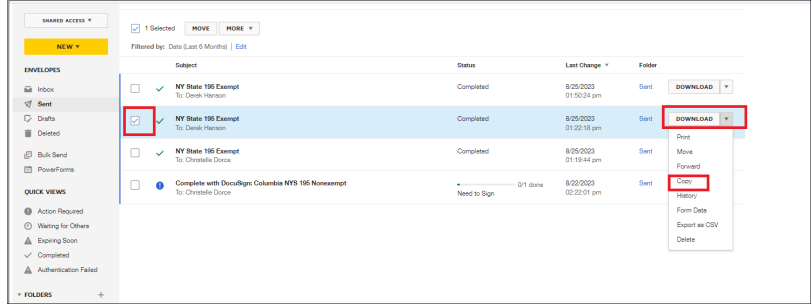 SHARED ACCESS
NEW
ENVELOPES
Inbox
Sent
Drafts
Deleted
Bulk Send
PowerForms
QUICK VIEWS
Action Required
Waiting for Others
Expiring Soon
Completed
Authentication Failed
FOLDERS +
1 Selected MOVE MORE
Filtered by: Date (Last 6 Months) | Edit
Subject Status Last Change Folder
NY State 195 Exempt Completed 8/25/2023 Sent DOWNLOAD
To: Derek Hanson 01:50:24 pm
NY State 195 Exempt Completed 8/25/2023 Sent DOWNLOAD
To: Derek Hanson 01:22:18 pm
Print
Move
Forward
Copy
History
Form Data
Export as CSV
Delete
NY State 195 Exempt Completed 8/25/2023 Sent
To: Christelle Dorce 01:19:44 pm
Complete with DocuSign: Columbia NYS 195 Nonexempt 0/1 done 8/22/2023 Sent
To: Christelle Dorce Need to Sign 02:22:01 pm